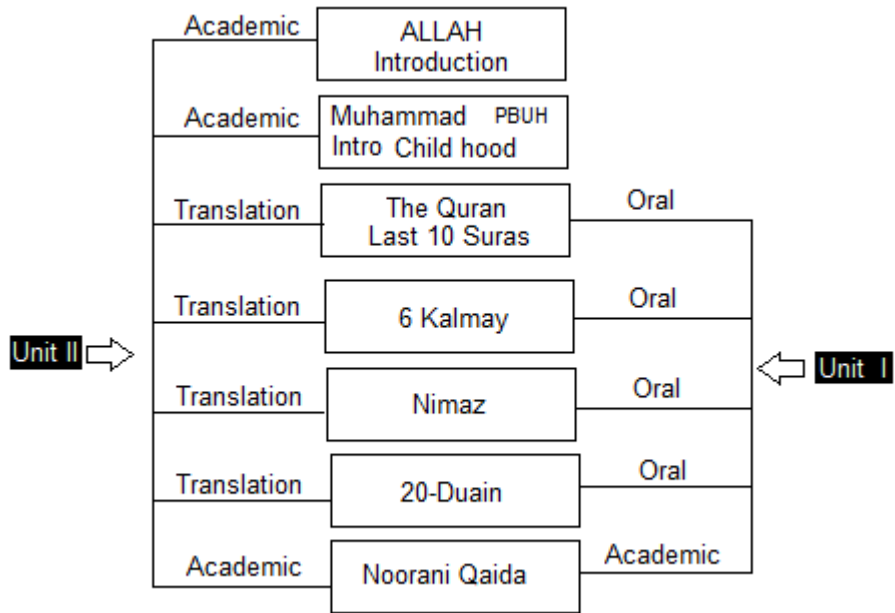 Academic
ALLAH
Introduction
Academic
Muhammad PBUH
Intro Child hood
Translation
The Quran
Last 10 Suras
Oral
Translation
6 Kalmay
Oral
Unit II
Unit I
Translation
Nimaz
Oral
Translation
20-Duain
Oral
Academic
Noorani Qaida
Academic